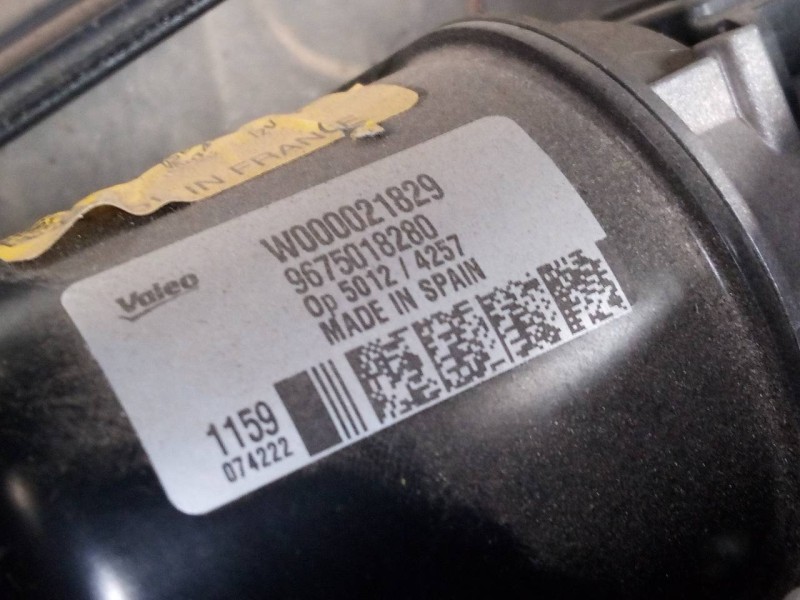 IN FRANCE
Valeo
W000021829
9675018280
Op 5012 / 4257
MADE IN SPAIN
1159
074222